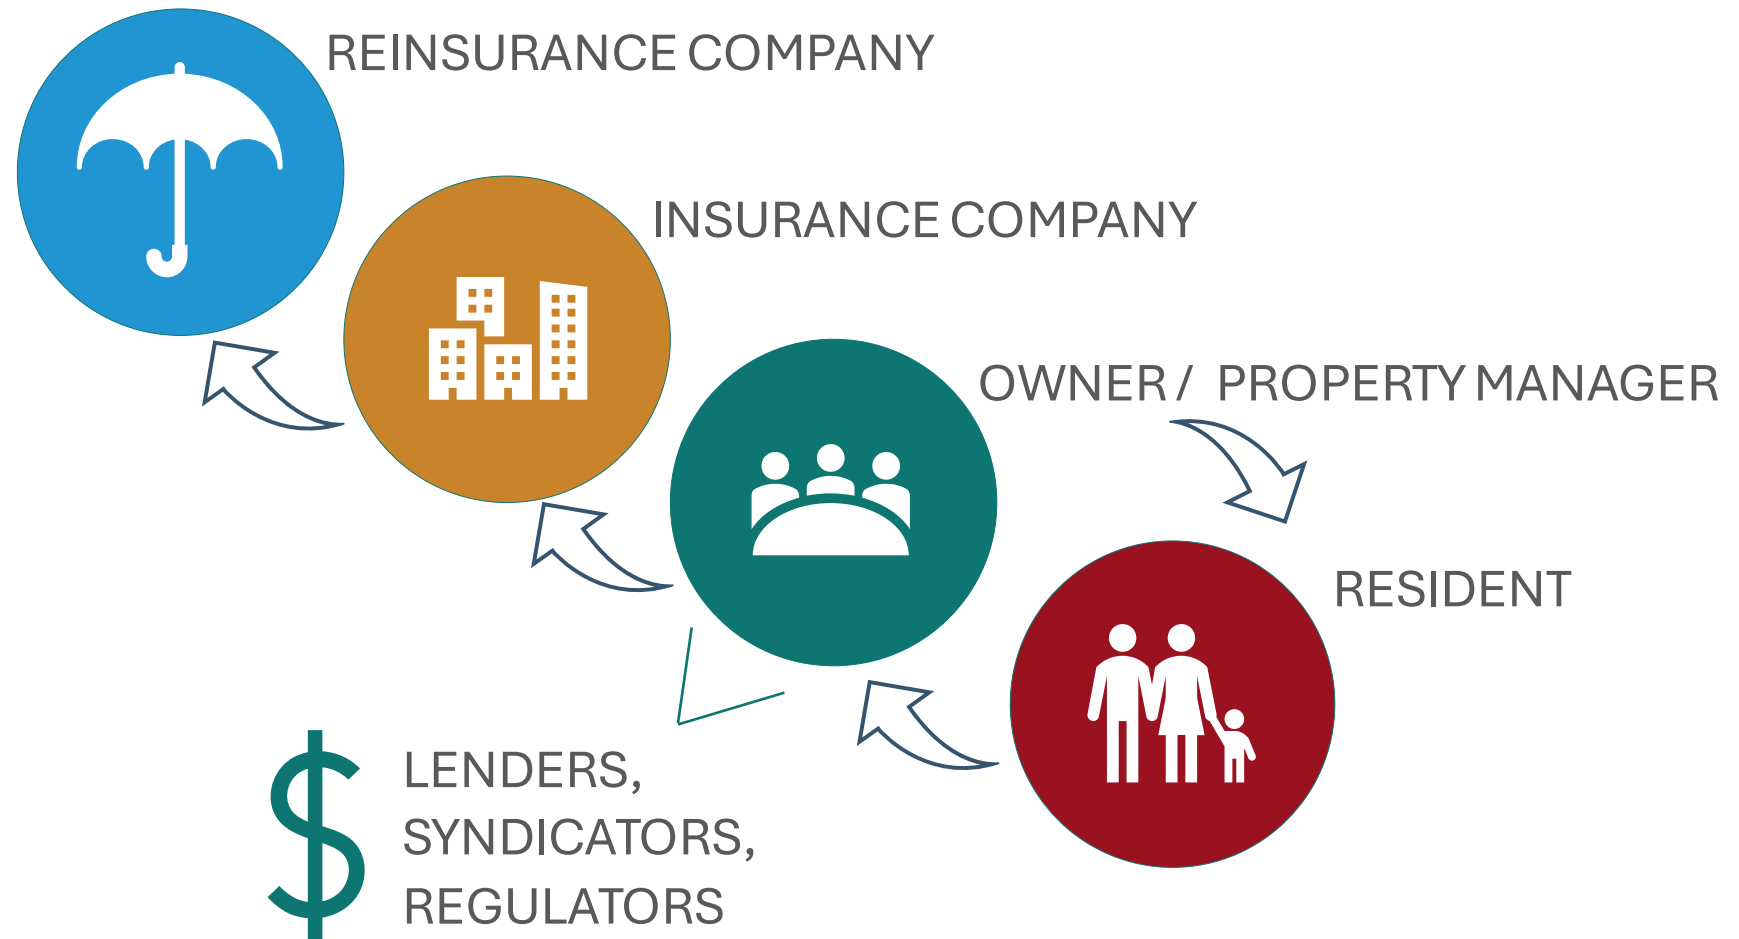 REINSURANCE COMPANY
INSURANCE COMPANY
OWNER / PROPERTY MANAGER
RESIDENT
LENDERS,
SYNDICATORS,
REGULATORS